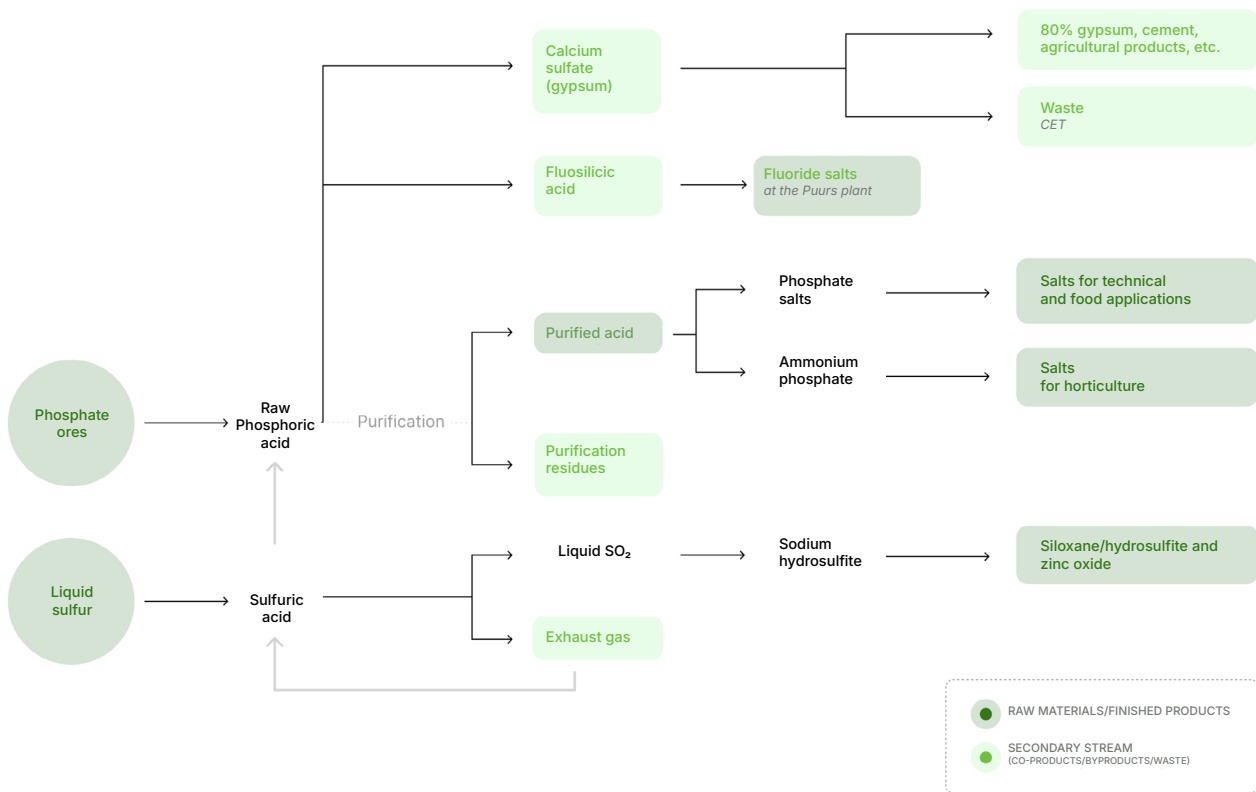 Calcium
sulfate
(gypsum)
80% gypsum, cement,
agricultural products, etc.
Waste
CET
Fluosilicic
acid
Fluoride salts
at the Puurs plant
Phosphate
salts
Salts for technical
and food applications
Purified acid
Ammonium
phosphate
Salts
for horticulture
Phosphate
ores
Raw
Phosphoric
acid
Purification
Purification
residues
Liquid SO₂
Sodium
hydrosulfite
Siloxane/hydrosulfite and
zinc oxide
Liquid
sulfur
Sulfuric
acid
Exhaust gas
RAW MATERIALS/FINISHED PRODUCTS
SECONDARY STREAM
(CO-PRODUCTS/BYPRODUCTS/WASTE)